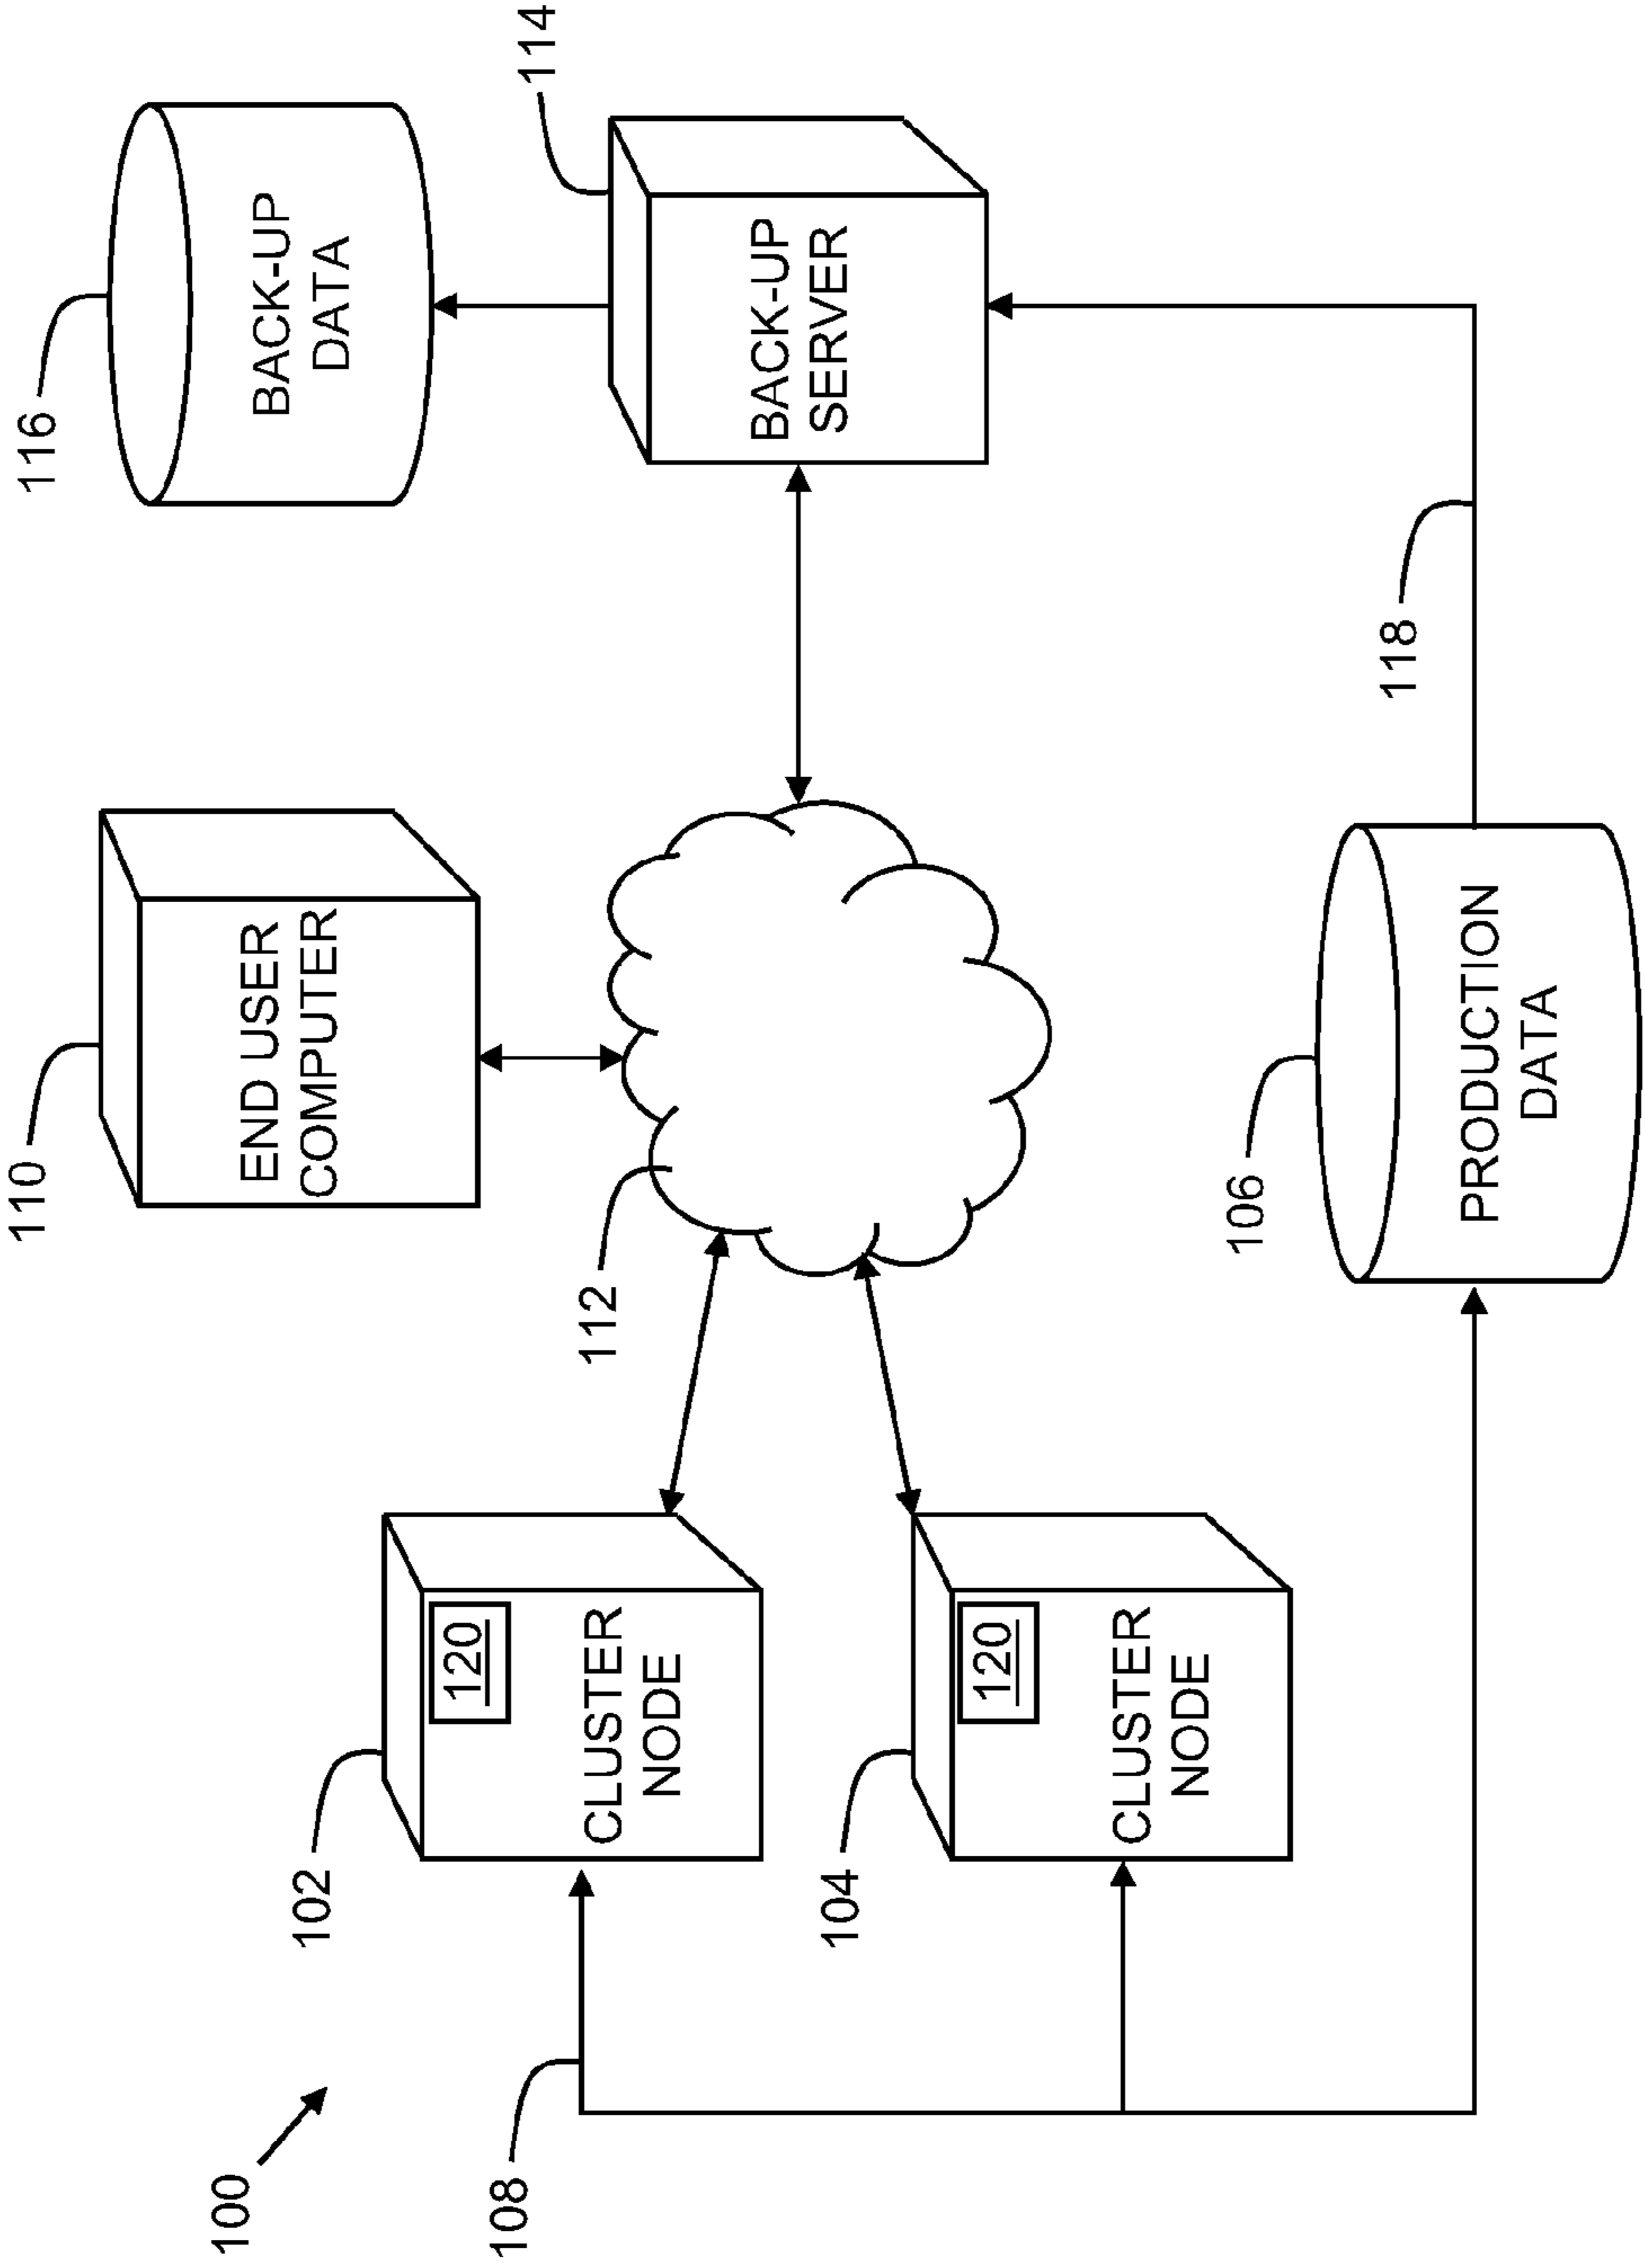 100
108
102
120
CLUSTER
NODE
104
120
CLUSTER
NODE
110
END USER
COMPUTER
112
106
PRODUCTION
DATA
116
BACK-UP
DATA
114
BACK-UP
SERVER
118